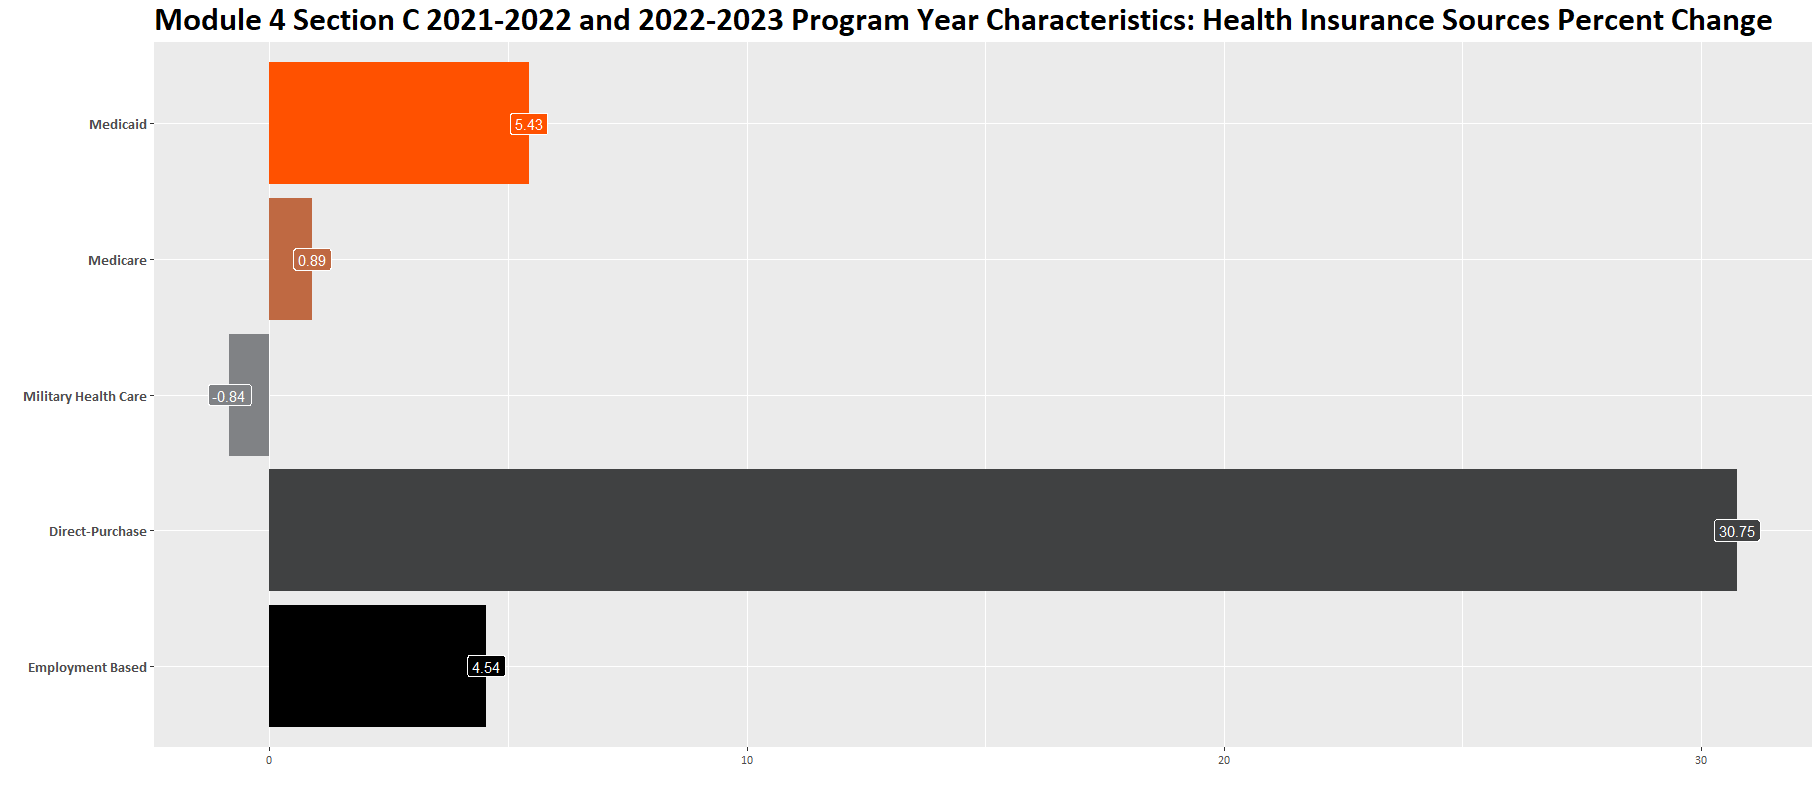 Module 4 Section C 2021-2022 and 2022-2023 Program Year Characteristics: Health Insurance Sources Percent Change
Medicaid
5.43
Medicare
0.89
Military Health Care
-0.84
Direct-Purchase
30.75
Employment Based
4.54
0 10 20 30